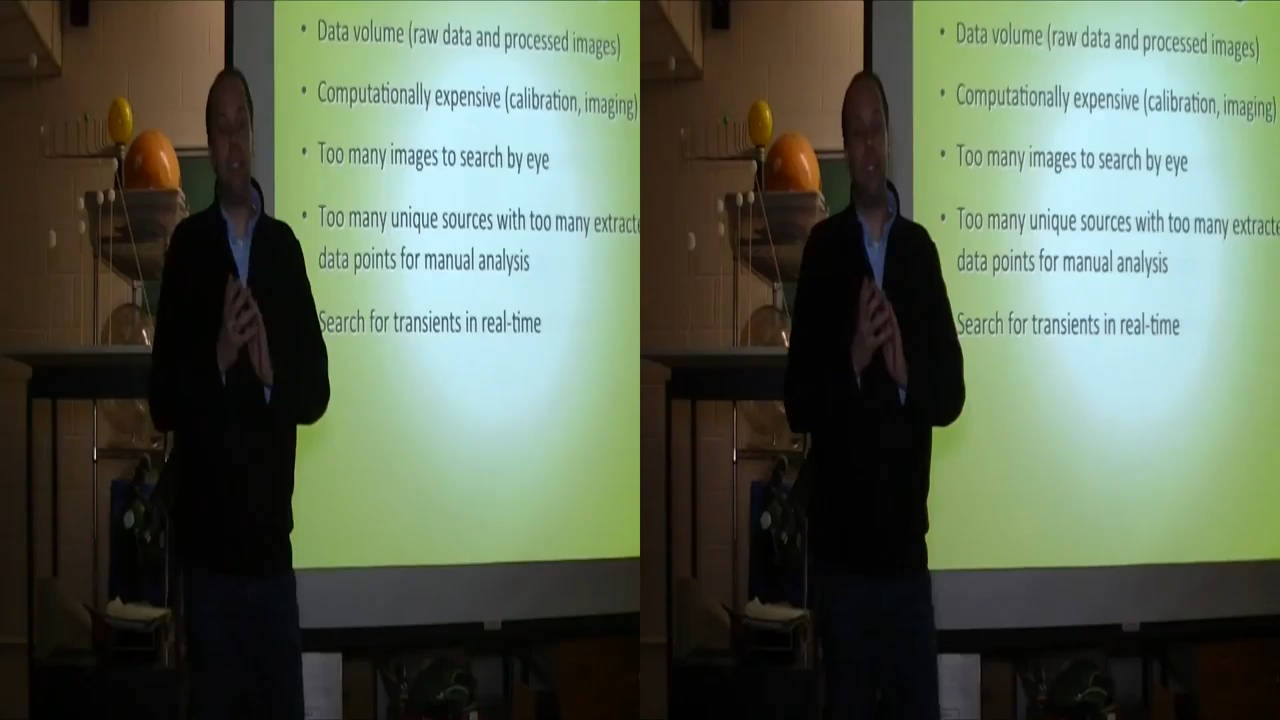 • Data volume (raw data and processed images)
• Computationally expensive (calibration, imaging)
• Too many images to search by eye
• Too many unique sources with too many extracte
data points for manual analysis
Search for transients in real-time
• Data volume (raw data and processed images)
• Computationally expensive (calibration, imaging)
• Too many images to search by eye
• Too many unique sources with too many extracte
data points for manual analysis
Search for transients in real-time